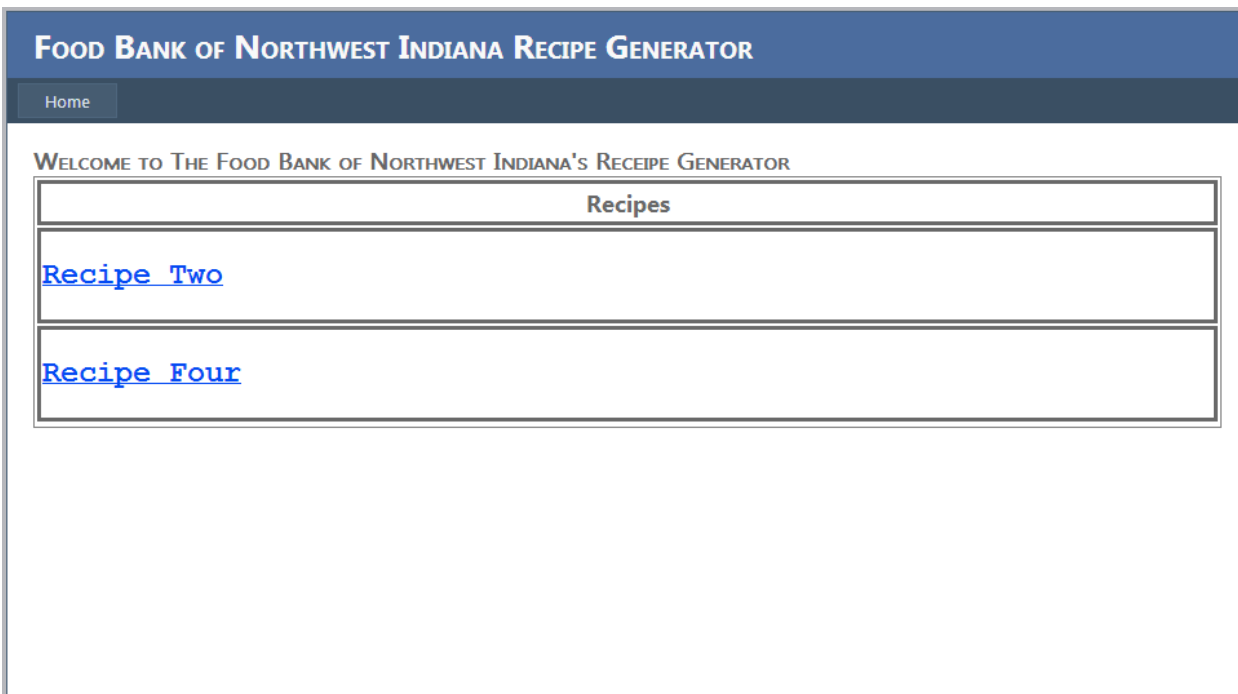 Food Bank of Northwest Indiana Recipe Generator
Home
Welcome to The Food Bank of Northwest Indiana's Receipe Generator
Recipes
Recipe Two
Recipe Four